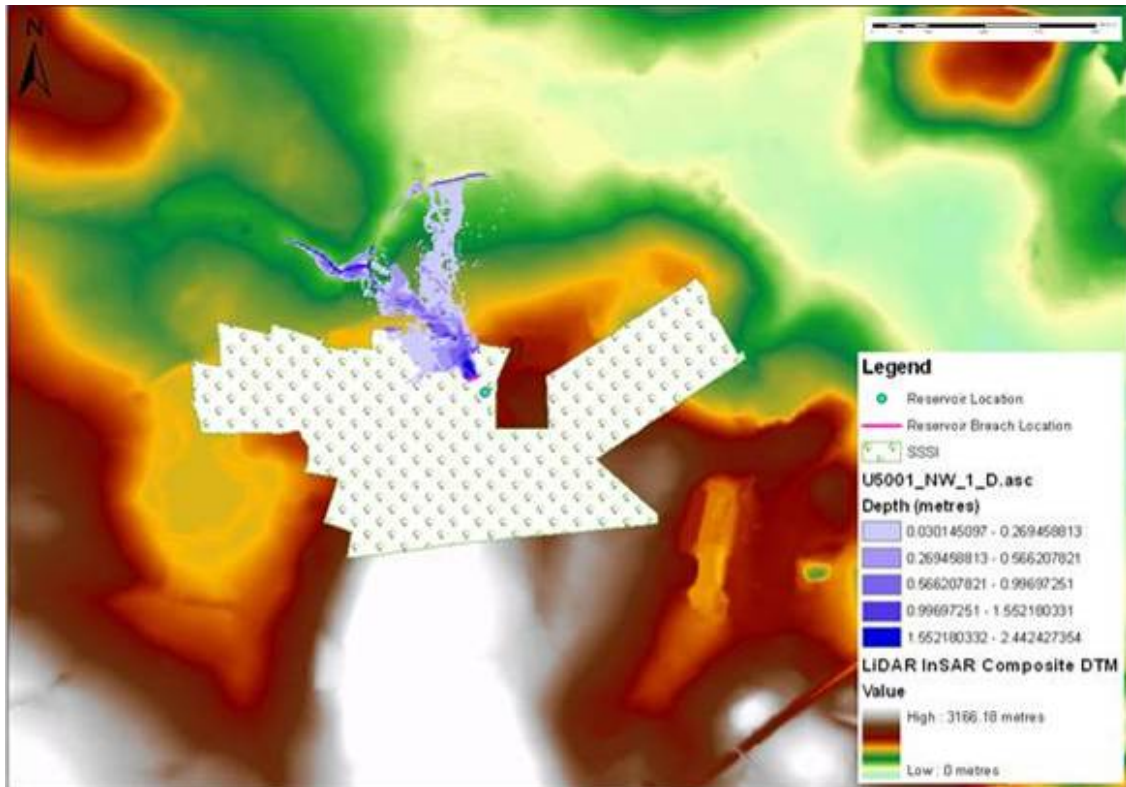 N
Legend
Reservoir Location
Reservoir Breach Location
SSSI
U5001_NW_1_D.asc
Depth (metres)
0.030145097 - 0.269458813
0.269458813 - 0.566207821
0.566207821 - 0.99697251
0.99697251 - 1.552180331
1.552180332 - 2.442427354
LiDAR InSAR Composite DTM
Value
High : 3166.18 metres
Low : 0 metres